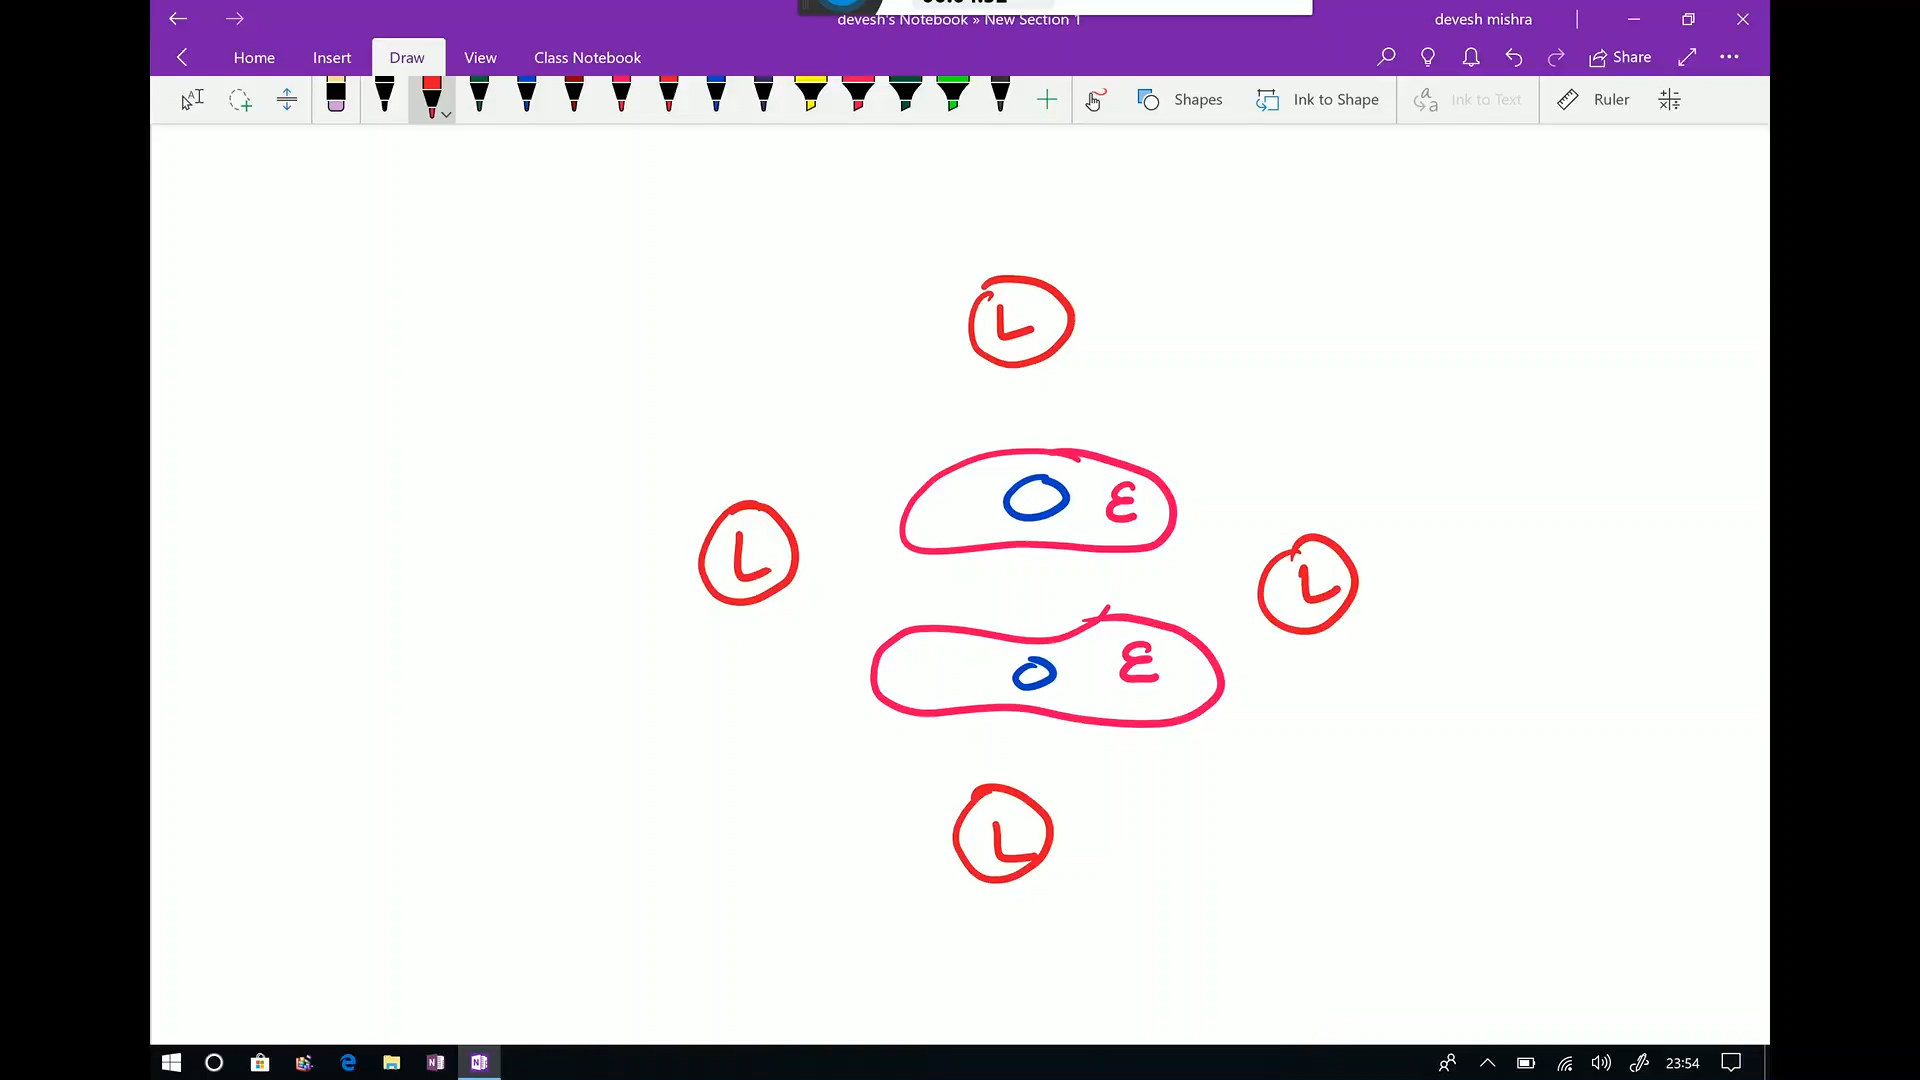 devesh's Notebook » New Section 1
devesh mishra
Home Insert Draw View Class Notebook
Share
Shapes Ink to Shape Ink to Text Ruler
L
ε
L
L
ε
L
23:54